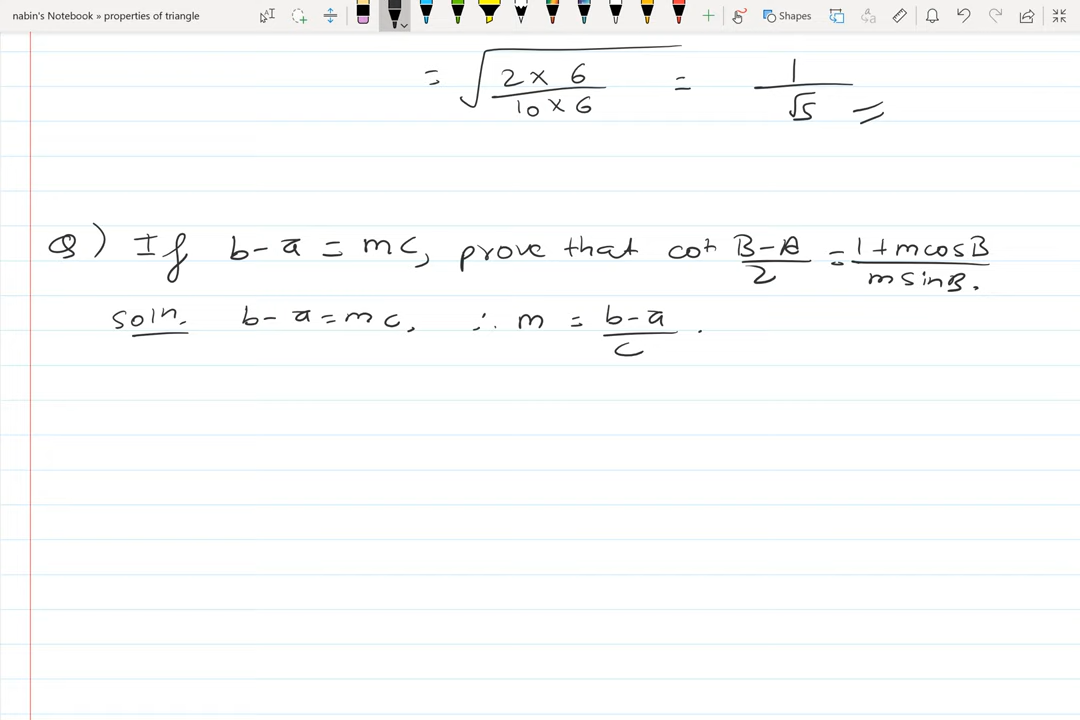 nabin's Notebook » properties of triangle
Shapes
= √(2 × 6 / 10 × 6) = 1/√5 =
Q) If b - a = mc, prove that cot (B - A)/2 = (1 + m cos B)/(m sin B).
Soln. b - a = mc, ∴ m = (b - a)/c .